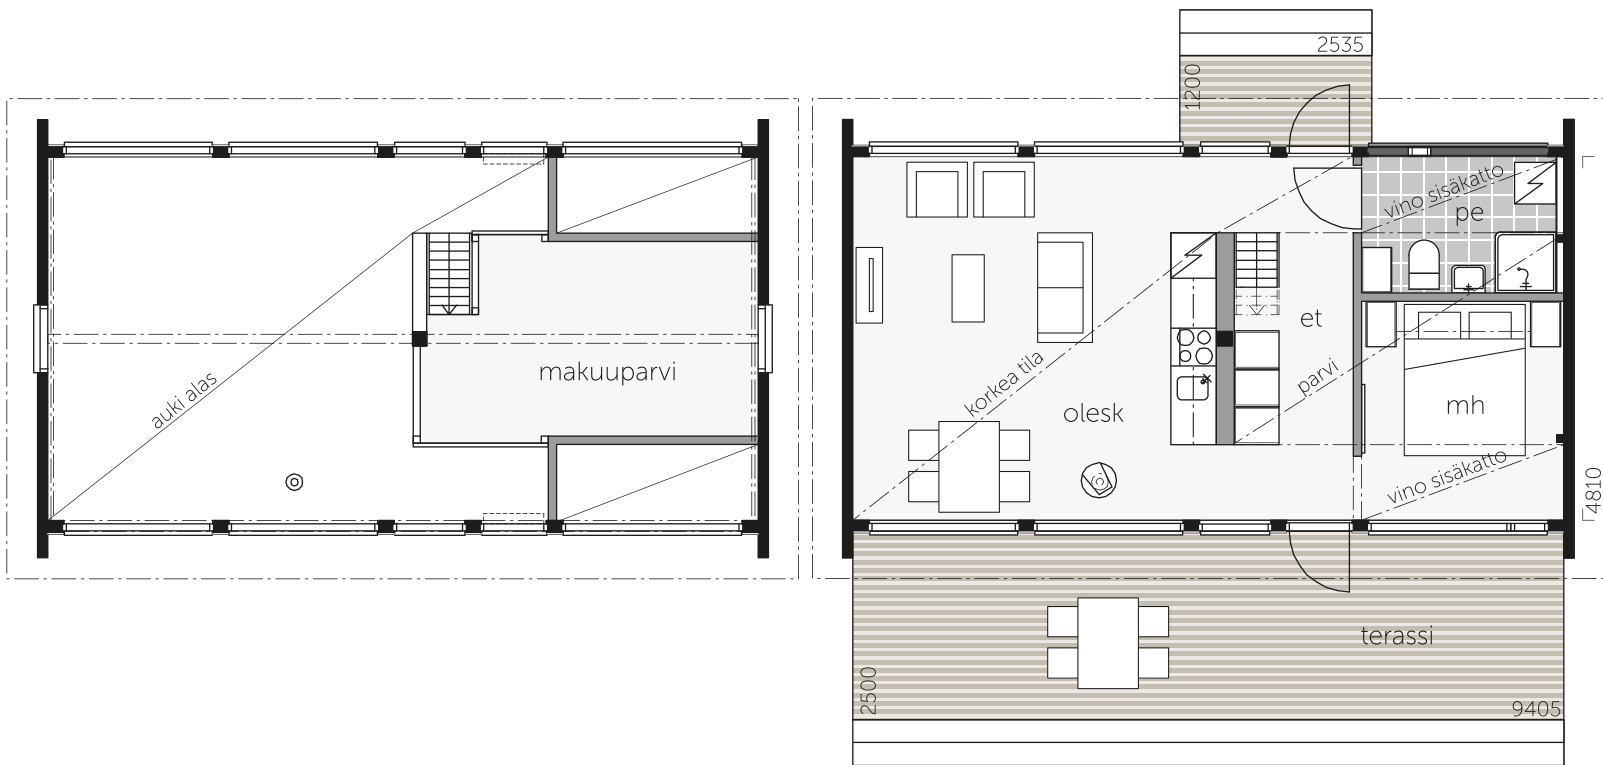 auki alas
makuuparvi
2535
1200
vino sisäkatto
pe
et
korkea tila
parvi
olesk
mh
vino sisäkatto
4810
terassi
2500
9405